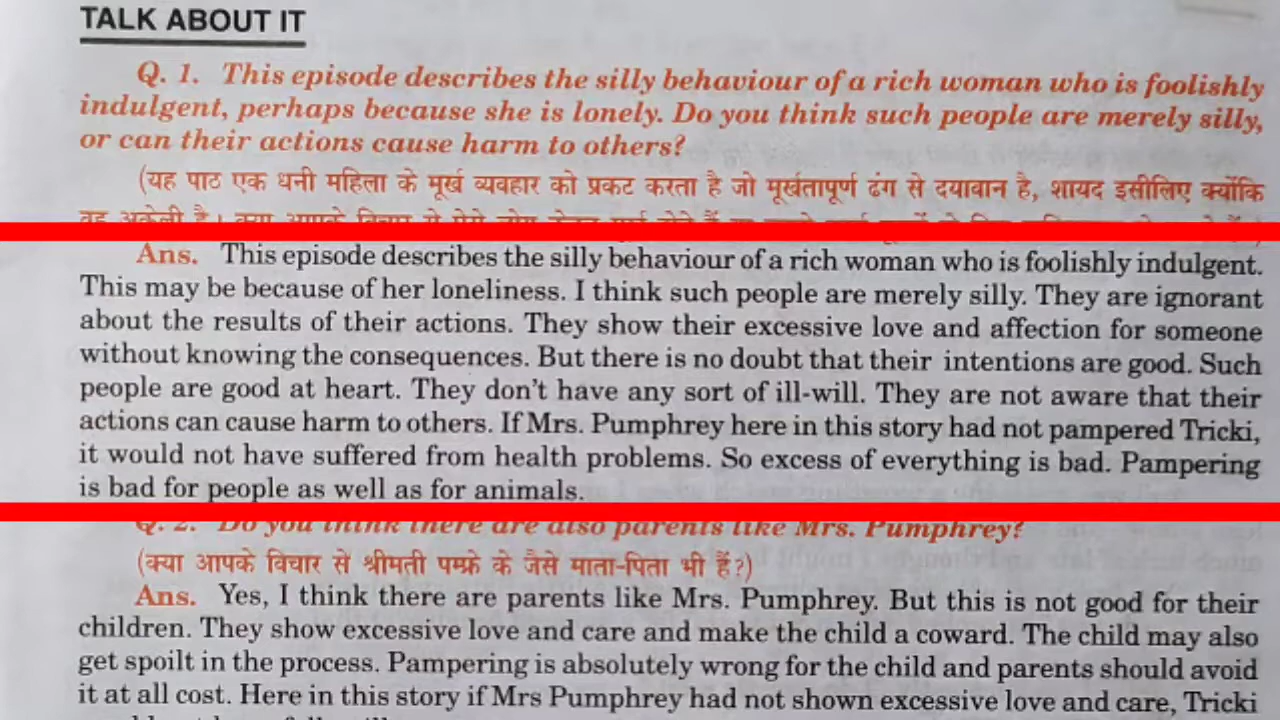 TALK ABOUT IT
Q. 1. This episode describes the silly behaviour of a rich woman who is foolishly
indulgent, perhaps because she is lonely. Do you think such people are merely silly,
or can their actions cause harm to others?
(यह पाठ एक धनी महिला के मूर्ख व्यवहार को प्रकट करता है जो मूर्खतापूर्ण ढंग से दयावान है, शायद इसीलिए क्योंकि
वह अकेली है। क्या आपके विचार से ऐसे लोग
Ans. This episode describes the silly behaviour of a rich woman who is foolishly indulgent.
This may be because of her loneliness. I think such people are merely silly. They are ignorant
about the results of their actions. They show their excessive love and affection for someone
without knowing the consequences. But there is no doubt that their intentions are good. Such
people are good at heart. They don't have any sort of ill-will. They are not aware that their
actions can cause harm to others. If Mrs. Pumphrey here in this story had not pampered Tricki,
it would not have suffered from health problems. So excess of everything is bad. Pampering
is bad for people as well as for animals.
Q. 2. Do you think there are also parents like Mrs. Pumphrey?
(क्या आपके विचार से श्रीमती पम्फ्रे के जैसे माता-पिता भी हैं?)
Ans. Yes, I think there are parents like Mrs. Pumphrey. But this is not good for their
children. They show excessive love and care and make the child a coward. The child may also
get spoilt in the process. Pampering is absolutely wrong for the child and parents should avoid
it at all cost. Here in this story if Mrs Pumphrey had not shown excessive love and care, Tricki